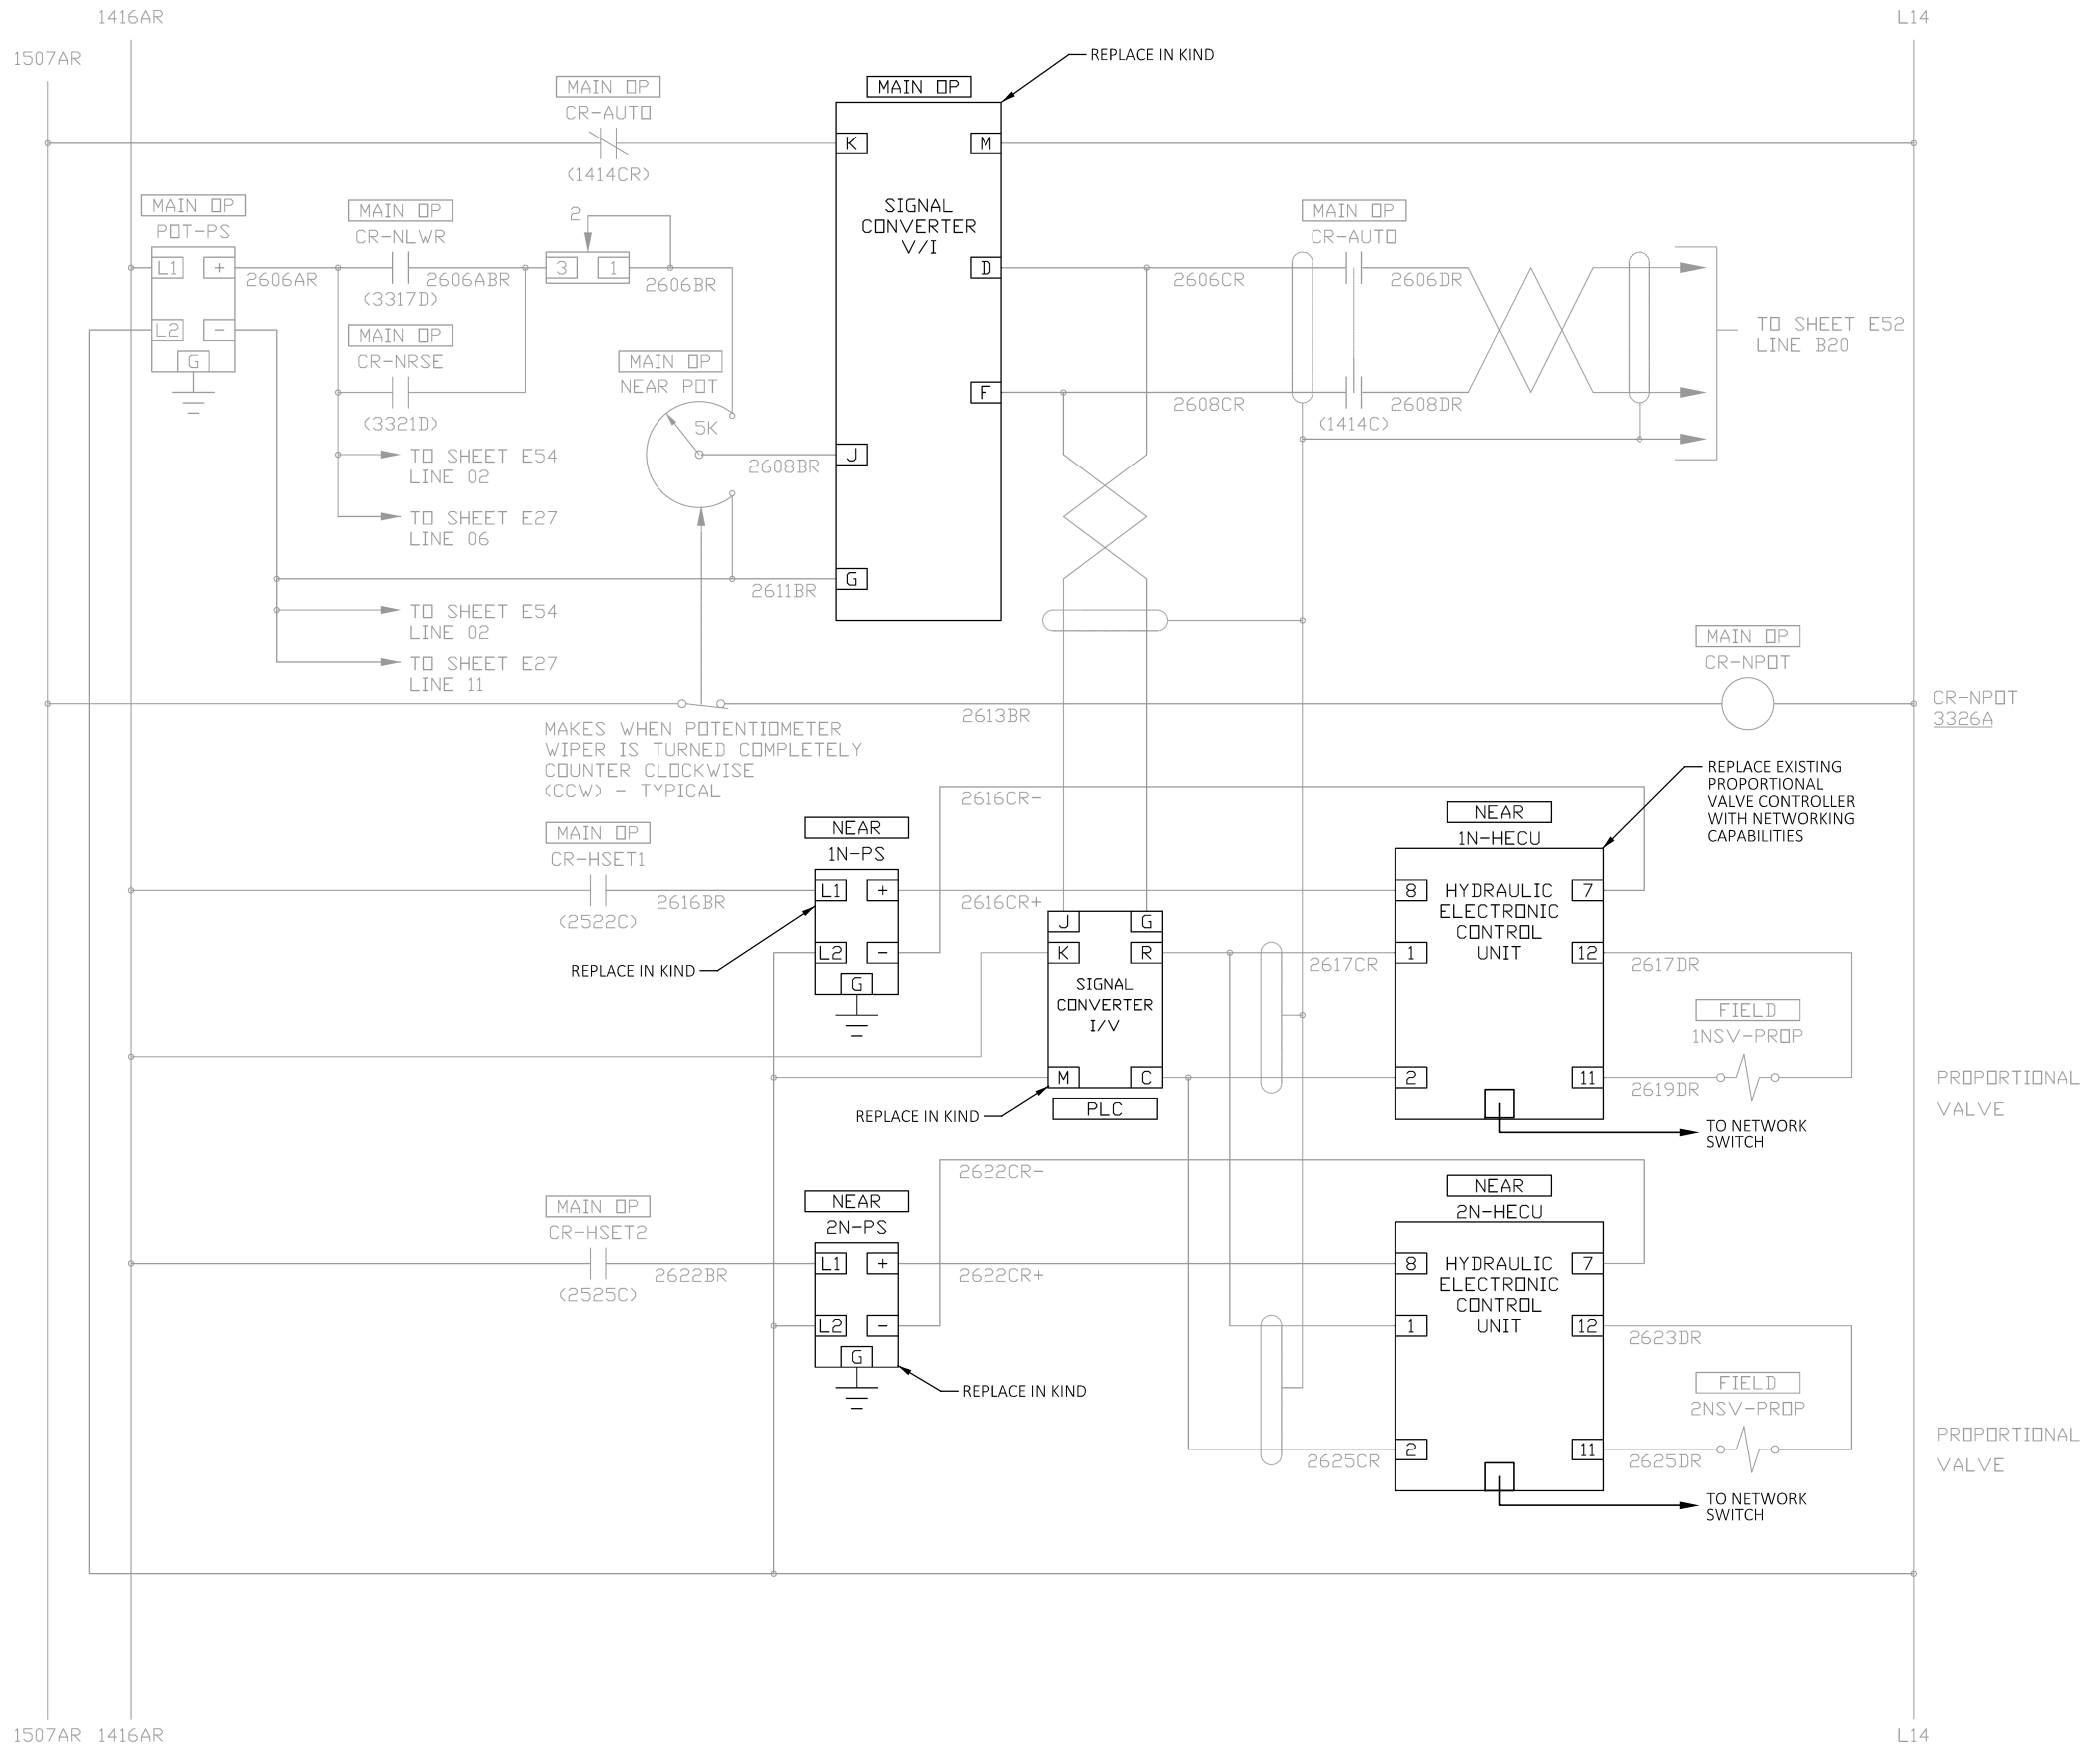 1416AR
L14
1507AR
REPLACE IN KIND
MAIN OP
CR-AUTO
(1414CR)
MAIN OP
K
M
SIGNAL
CONVERTER
V/I
D
F
J
G
MAIN OP
POT-PS
L1
+
L2
-
G
2606AR
MAIN OP
CR-NLWR
(3317D)
2606ABR
MAIN OP
CR-NRSE
(3321D)
2
3
1
2606BR
MAIN OP
NEAR POT
5K
2608BR
2611BR
TO SHEET E54
LINE 02
TO SHEET E27
LINE 06
TO SHEET E54
LINE 02
TO SHEET E27
LINE 11
2606CR
2608CR
MAIN OP
CR-AUTO
(1414C)
2606DR
2608DR
TO SHEET E52
LINE B20
MAIN OP
CR-NPOT
CR-NPOT
3326A
2613BR
MAKES WHEN POTENTIOMETER
WIPER IS TURNED COMPLETELY
COUNTER CLOCKWISE
(CCW) - TYPICAL
REPLACE EXISTING
PROPORTIONAL
VALVE CONTROLLER
WITH NETWORKING
CAPABILITIES
MAIN OP
CR-HSET1
(2522C)
2616BR
NEAR
1N-PS
L1
+
L2
-
G
REPLACE IN KIND
2616CR-
2616CR+
J
G
K
R
SIGNAL
CONVERTER
I/V
M
C
PLC
REPLACE IN KIND
2617CR
NEAR
1N-HECU
8
7
HYDRAULIC
ELECTRONIC
CONTROL
UNIT
1
12
2
11
2617DR
FIELD
1NSV-PROP
2619DR
PROPORTIONAL
VALVE
TO NETWORK
SWITCH
MAIN OP
CR-HSET2
(2525C)
2622BR
NEAR
2N-PS
L1
+
L2
-
G
REPLACE IN KIND
2622CR-
2622CR+
2625CR
NEAR
2N-HECU
8
7
HYDRAULIC
ELECTRONIC
CONTROL
UNIT
1
12
2
11
2623DR
FIELD
2NSV-PROP
2625DR
PROPORTIONAL
VALVE
TO NETWORK
SWITCH
1507AR
1416AR
L14